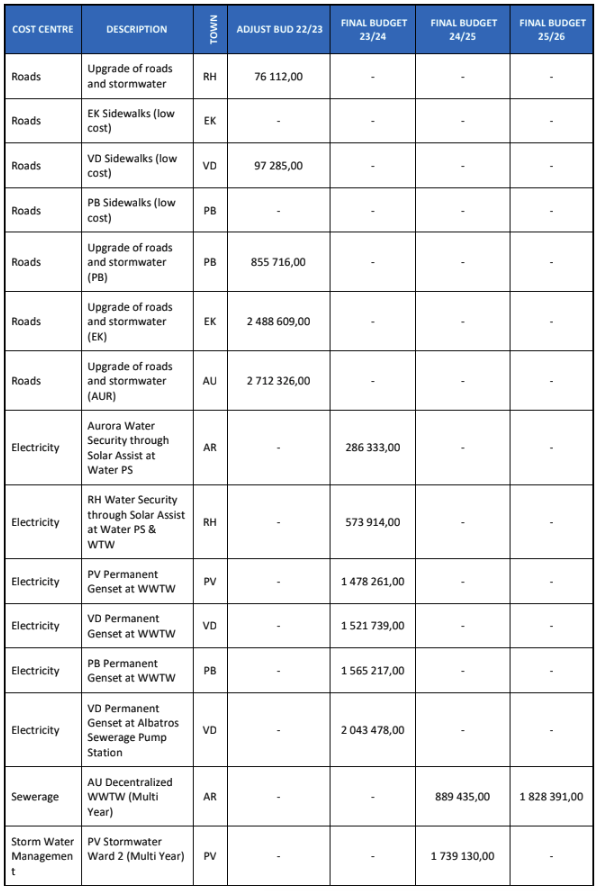 COST CENTRE DESCRIPTION TOWN ADJUST BUD 22/23 FINAL BUDGET 23/24 FINAL BUDGET 24/25 FINAL BUDGET 25/26
Roads Upgrade of roads and stormwater RH 76 112,00 - - -
Roads EK Sidewalks (low cost) EK - - - -
Roads VD Sidewalks (low cost) VD 97 285,00 - - -
Roads PB Sidewalks (low cost) PB - - - -
Roads Upgrade of roads and stormwater (PB) PB 855 716,00 - - -
Roads Upgrade of roads and stormwater (EK) EK 2 488 609,00 - - -
Roads Upgrade of roads and stormwater (AUR) AU 2 712 326,00 - - -
Electricity Aurora Water Security through Solar Assist at Water PS AR - 286 333,00 - -
Electricity RH Water Security through Solar Assist at Water PS & WTW RH - 573 914,00 - -
Electricity PV Permanent Genset at WWTW PV - 1 478 261,00 - -
Electricity VD Permanent Genset at WWTW VD - 1 521 739,00 - -
Electricity PB Permanent Genset at WWTW PB - 1 565 217,00 - -
Electricity VD Permanent Genset at Albatros Sewerage Pump Station VD - 2 043 478,00 - -
Sewerage AU Decentralized WWTW (Multi Year) AR - - 889 435,00 1 828 391,00
Storm Water Managemen t PV Stormwater Ward 2 (Multi Year) PV - - 1 739 130,00 -